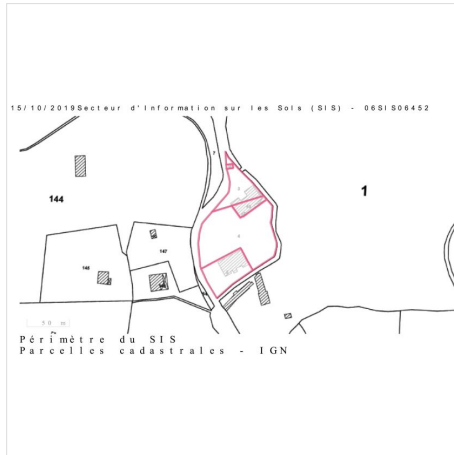 15/10/2019Secteur d'Information sur les Sols (SIS) - 06SIS06452
7
144
1
147
148
50 m
Périmètre du SIS
Parcelles cadastrales - IGN